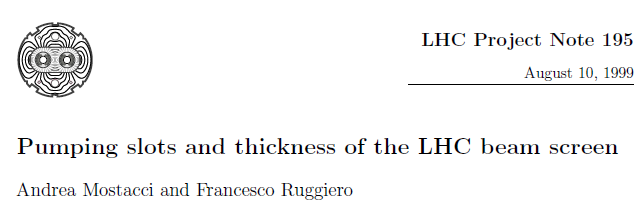 LHC Project Note 195
August 10, 1999
Pumping slots and thickness of the LHC beam screen
Andrea Mostacci and Francesco Ruggiero